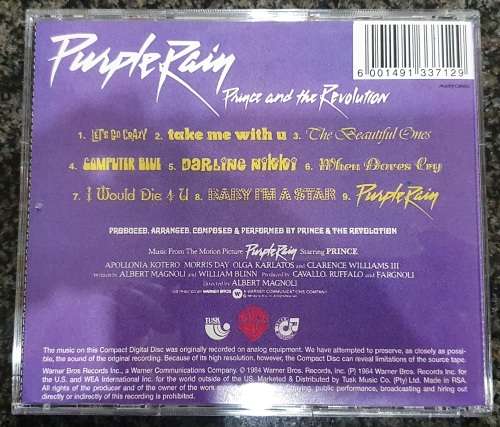 Purple Rain
Prince and the Revolution
6 001491 337129
1. LET'S GO CRAZY 2. take me with u 3. The Beautiful Ones
4. COMPUTER BLUE 5. DARLING NIKKI 6. When Doves Cry
7. I Would Die 4 U 8. BABY I'M A STAR 9. Purple Rain
PRODUCED, ARRANGED, COMPOSED & PERFORMED BY PRINCE & THE REVOLUTION
Music From The Motion Picture Purple Rain Starring PRINCE
APOLLONIA KOTERO MORRIS DAY OLGA KARLATOS and CLARENCE WILLIAMS III
Written by ALBERT MAGNOLI and WILLIAM BLINN Produced by CAVALLO, RUFFALO and FARGNOLI
Directed by ALBERT MAGNOLI
DISTRIBUTED BY WARNER BROS. A WARNER COMMUNICATIONS COMPANY
TUSK
The music on this Compact Digital Disc was originally recorded on analog equipment. We have attempted to preserve, as closely as possi-
ble, the sound of the original recording. Because of its high resolution, however, the Compact Disc can reveal limitations of the source tape.
Warner Bros. Records Inc., a Warner Communications Company. © 1984 Warner Bros. Records Inc. (P) 1984 Warner Bros. Records Inc. for
the U.S. and WEA International Inc. for the world outside of the US. Marketed & Distributed by Tusk Music Co. (Pty) Ltd. Made in RSA.
All rights of the producer and of the owner of the work public performance, broadcasting and hiring out
directly or indirectly of this recording is prohibited.